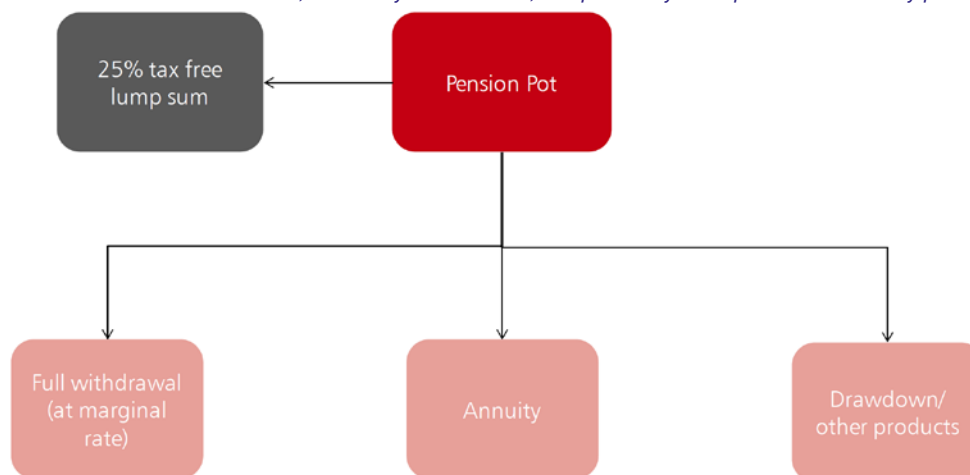 25% tax free
lump sum
Pension Pot
Full withdrawal
(at marginal
rate)
Annuity
Drawdown/
other products